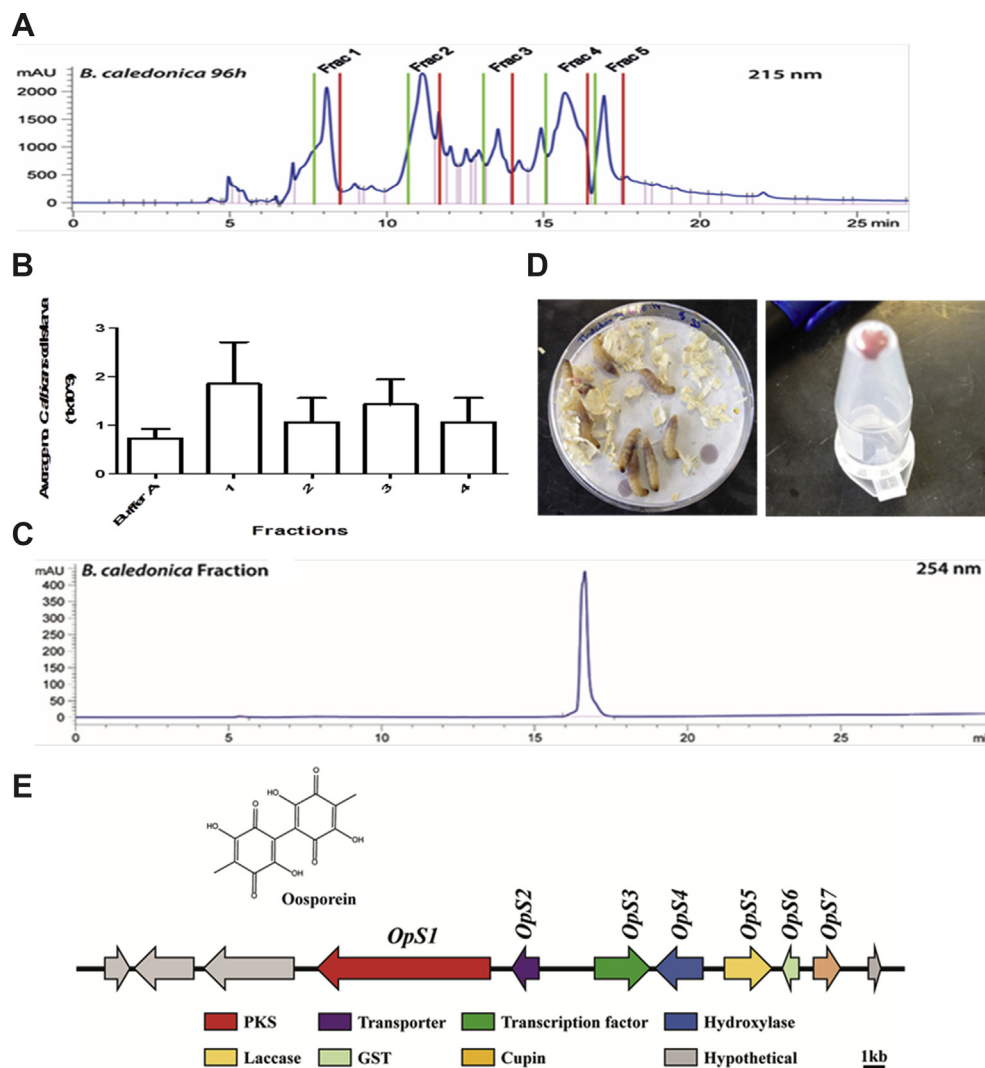 A
B. caledonica 96h
Frac 1
Frac 2
Frac 3
Frac 4
Frac 5
215 nm
mAU
2000
1500
1000
500
0
5
10
15
20
25 min
B
3
2
1
0
Buffer A
1
2
3
4
Fractions
D
C
B. caledonica Fraction
254 nm
mAU
400
350
300
250
200
150
100
50
0
0
5
10
15
20
25
E
O
HO
OH
O
HO
O
OH
O
Oosporein
OpS1
OpS2
OpS3
OpS4
OpS5
OpS6
OpS7
PKS
Transporter
Transcription factor
Hydroxylase
Laccase
GST
Cupin
Hypothetical
1kb